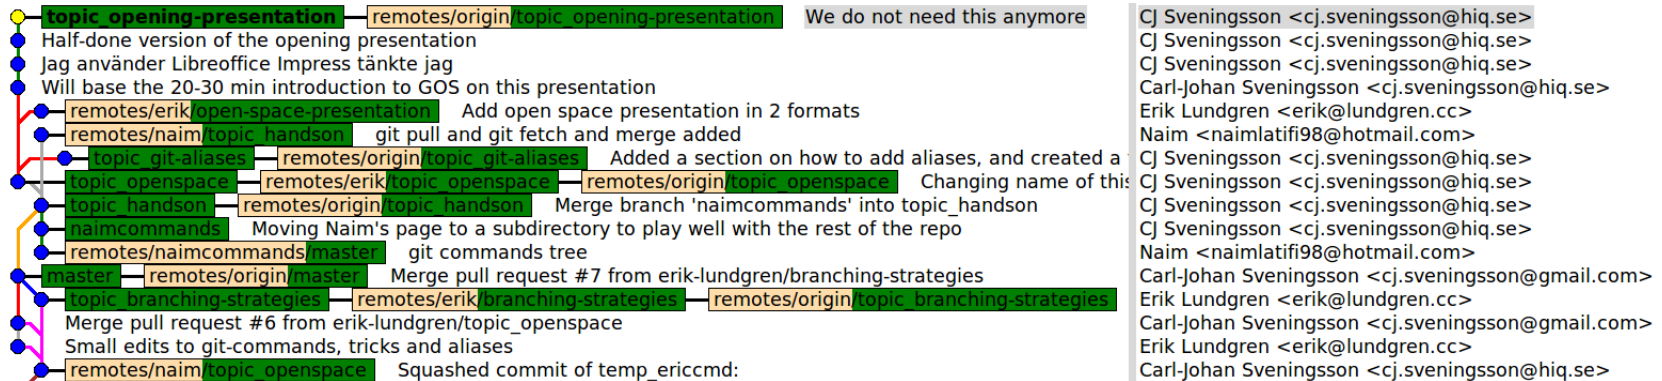 topic_opening-presentation remotes/origin/topic_opening-presentation We do not need this anymore CJ Sveningsson <cj.sveningsson@hiq.se>
Half-done version of the opening presentation CJ Sveningsson <cj.sveningsson@hiq.se>
Jag använder Libreoffice Impress tänkte jag CJ Sveningsson <cj.sveningsson@hiq.se>
Will base the 20-30 min introduction to GOS on this presentation Carl-Johan Sveningsson <cj.sveningsson@hiq.se>
remotes/erik/open-space-presentation Add open space presentation in 2 formats Erik Lundgren <erik@lundgren.cc>
remotes/naim/topic_handson git pull and git fetch and merge added Naim <naimlatifi98@hotmail.com>
topic_git-aliases remotes/origin/topic_git-aliases Added a section on how to add aliases, and created a CJ Sveningsson <cj.sveningsson@hiq.se>
topic_openspace remotes/erik/topic_openspace remotes/origin/topic_openspace Changing name of this CJ Sveningsson <cj.sveningsson@hiq.se>
topic_handson remotes/origin/topic_handson Merge branch 'naimcommands' into topic_handson CJ Sveningsson <cj.sveningsson@hiq.se>
naimcommands Moving Naim's page to a subdirectory to play well with the rest of the repo CJ Sveningsson <cj.sveningsson@hiq.se>
remotes/naimcommands/master git commands tree Naim <naimlatifi98@hotmail.com>
master remotes/origin/master Merge pull request #7 from erik-lundgren/branching-strategies Carl-Johan Sveningsson <cj.sveningsson@gmail.com>
topic_branching-strategies remotes/erik/branching-strategies remotes/origin/topic_branching-strategies Erik Lundgren <erik@lundgren.cc>
Merge pull request #6 from erik-lundgren/topic_openspace Carl-Johan Sveningsson <cj.sveningsson@gmail.com>
Small edits to git-commands, tricks and aliases Erik Lundgren <erik@lundgren.cc>
remotes/naim/topic_openspace Squashed commit of temp_ericcmd: Carl-Johan Sveningsson <cj.sveningsson@hiq.se>